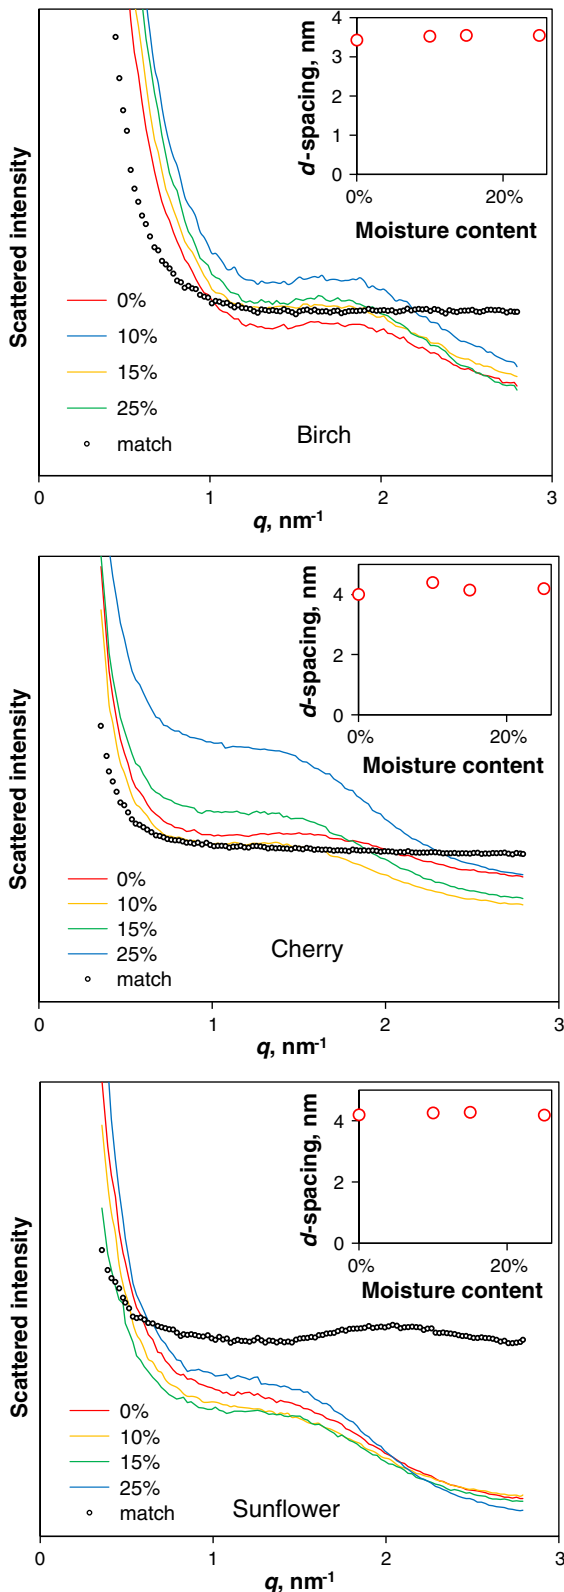 Scattered intensity
4
3
2
1
0
d-spacing, nm
0%
20%
Moisture content
0%
10%
15%
25%
match
Birch
0
1
2
3
q, nm-1
Scattered intensity
4
2
0
d-spacing, nm
0%
20%
Moisture content
0%
10%
15%
25%
match
Cherry
0
1
2
3
q, nm-1
Scattered intensity
4
2
0
d-spacing, nm
0%
20%
Moisture content
0%
10%
15%
25%
match
Sunflower
0
1
2
3
q, nm-1